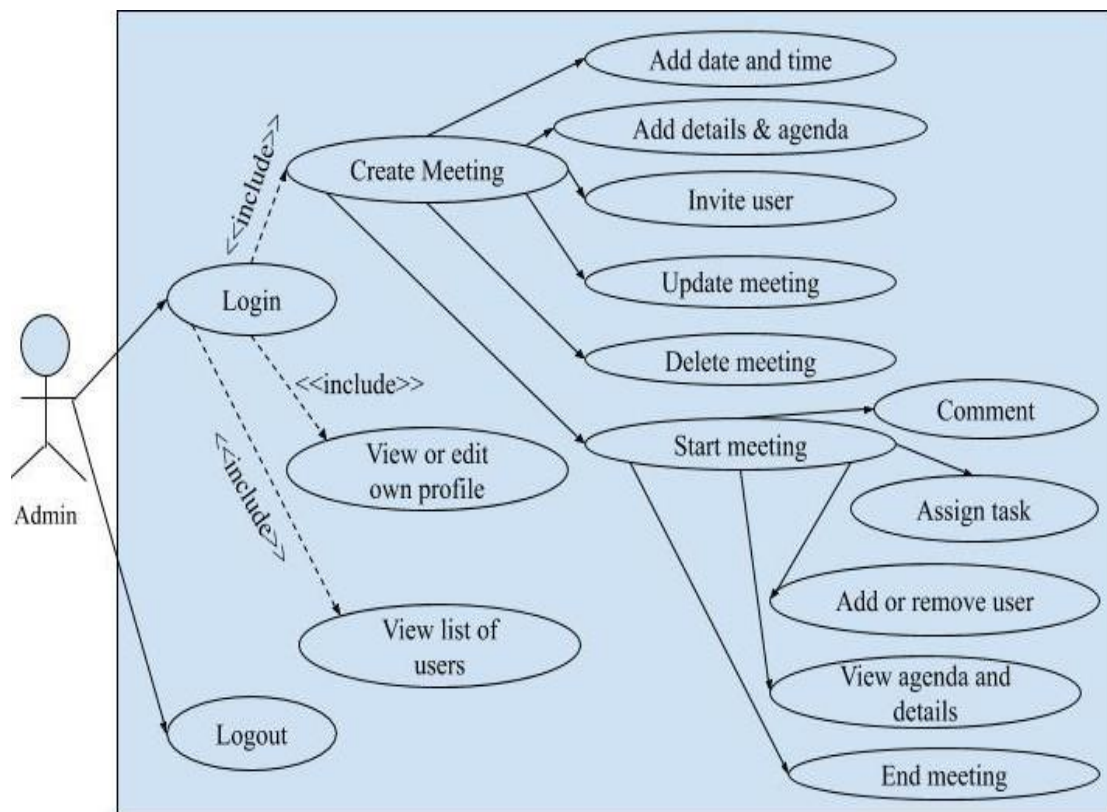 Add date and time
Add details & agenda
<<include>>
Create Meeting
Invite user
Login
Update meeting
Delete meeting
<<include>>
Comment
Start meeting
<<include>>
View or edit
own profile
Assign task
Admin
Add or remove user
View list of
users
View agenda and
details
Logout
End meeting